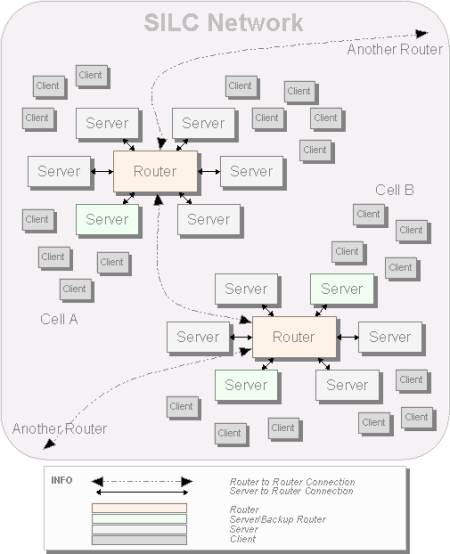 SILC Network
Another Router
Client
Client
Client
Client
Client
Client
Client
Client
Client
Server
Server
Server
Router
Server
Server
Server
Cell B
Client
Client
Client
Client
Client
Client
Client
Client
Cell A
Server
Server
Server
Router
Server
Server
Server
Client
Client
Client
Client
Client
Client
Another Router
INFO
Router to Router Connection
Server to Router Connection
Router
Server/Backup Router
Server
Client